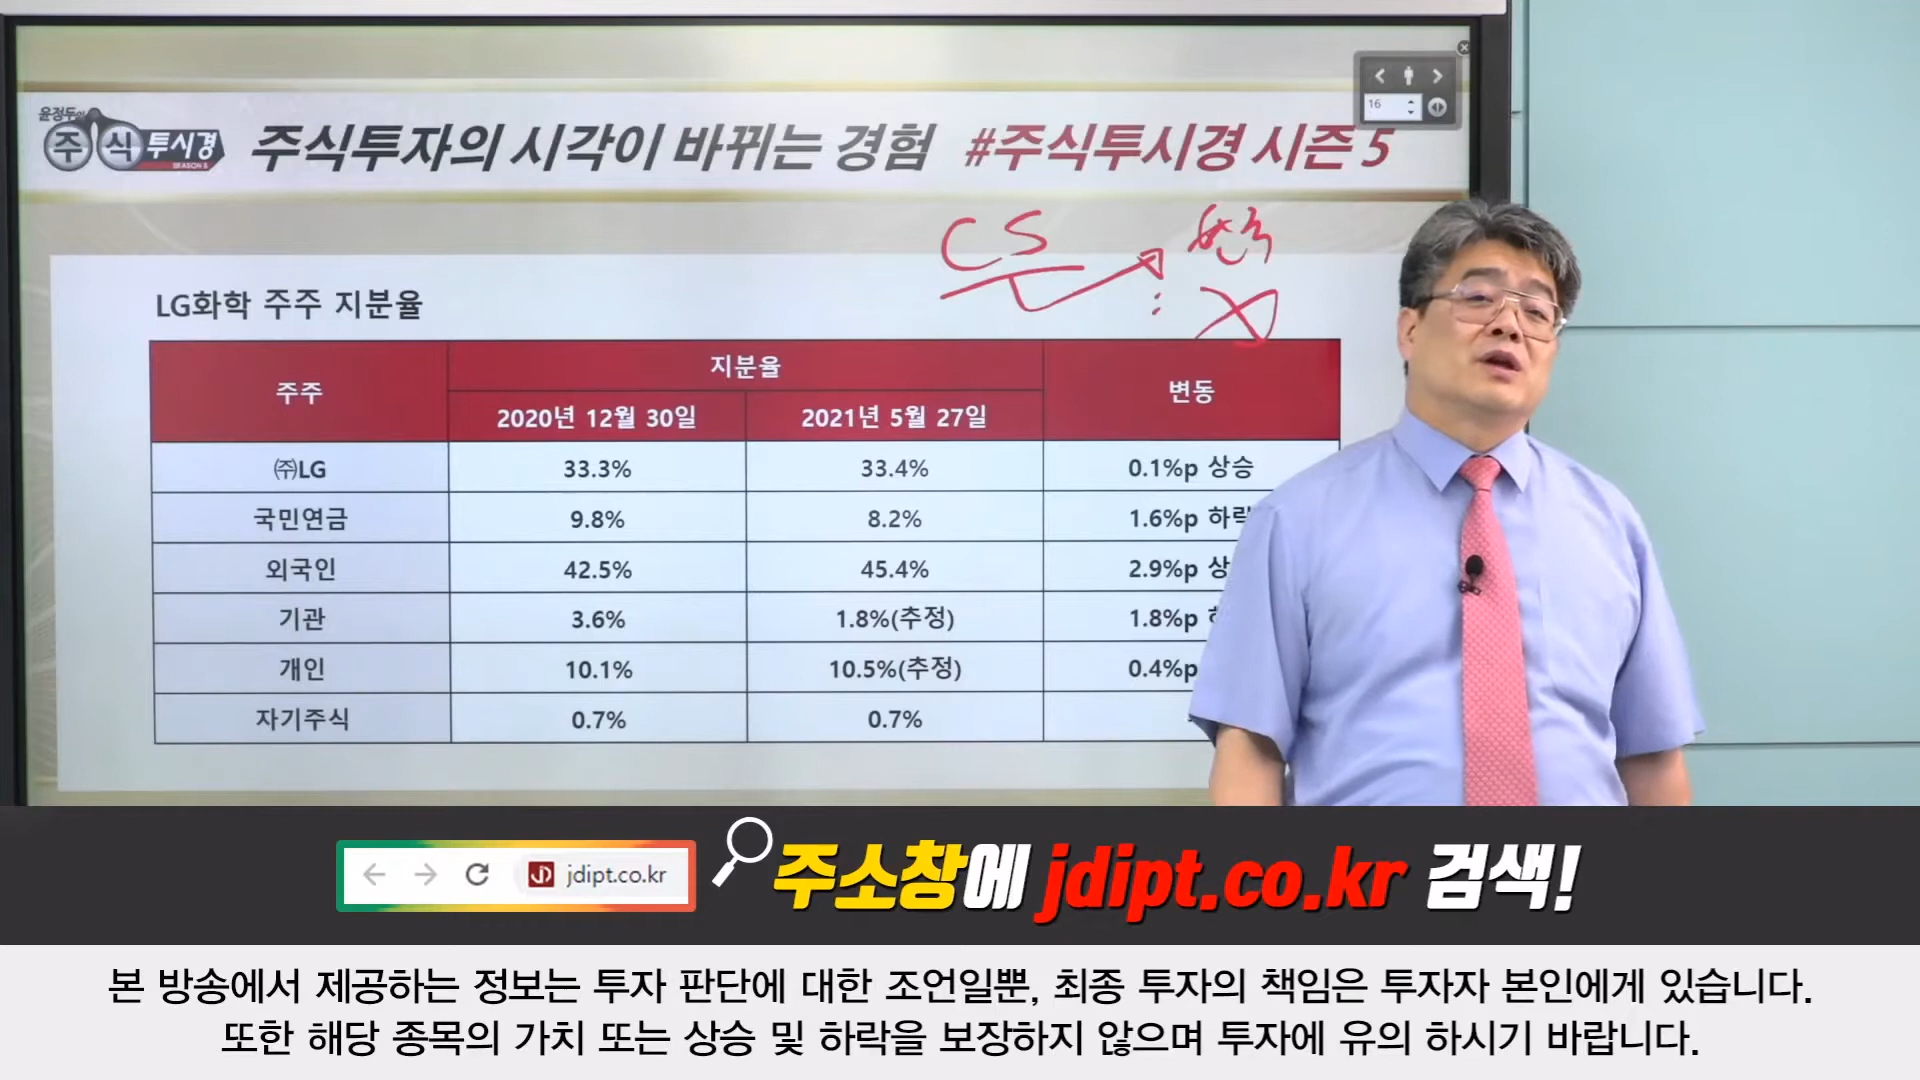 윤정두의
주식투시경
SEASON 5
주식투자의 시각이 바뀌는 경험 #주식투시경 시즌 5
16
CS
LG화학 주주 지분율
주주 지분율 변동
2020년 12월 30일 2021년 5월 27일
㈜LG 33.3% 33.4% 0.1%p 상승
국민연금 9.8% 8.2% 1.6%p 하락
외국인 42.5% 45.4% 2.9%p 상
기관 3.6% 1.8%(추정) 1.8%p
개인 10.1% 10.5%(추정) 0.4%p
자기주식 0.7% 0.7%
jdipt.co.kr
주소창에 jdipt.co.kr 검색!
본 방송에서 제공하는 정보는 투자 판단에 대한 조언일뿐, 최종 투자의 책임은 투자자 본인에게 있습니다.
또한 해당 종목의 가치 또는 상승 및 하락을 보장하지 않으며 투자에 유의 하시기 바랍니다.